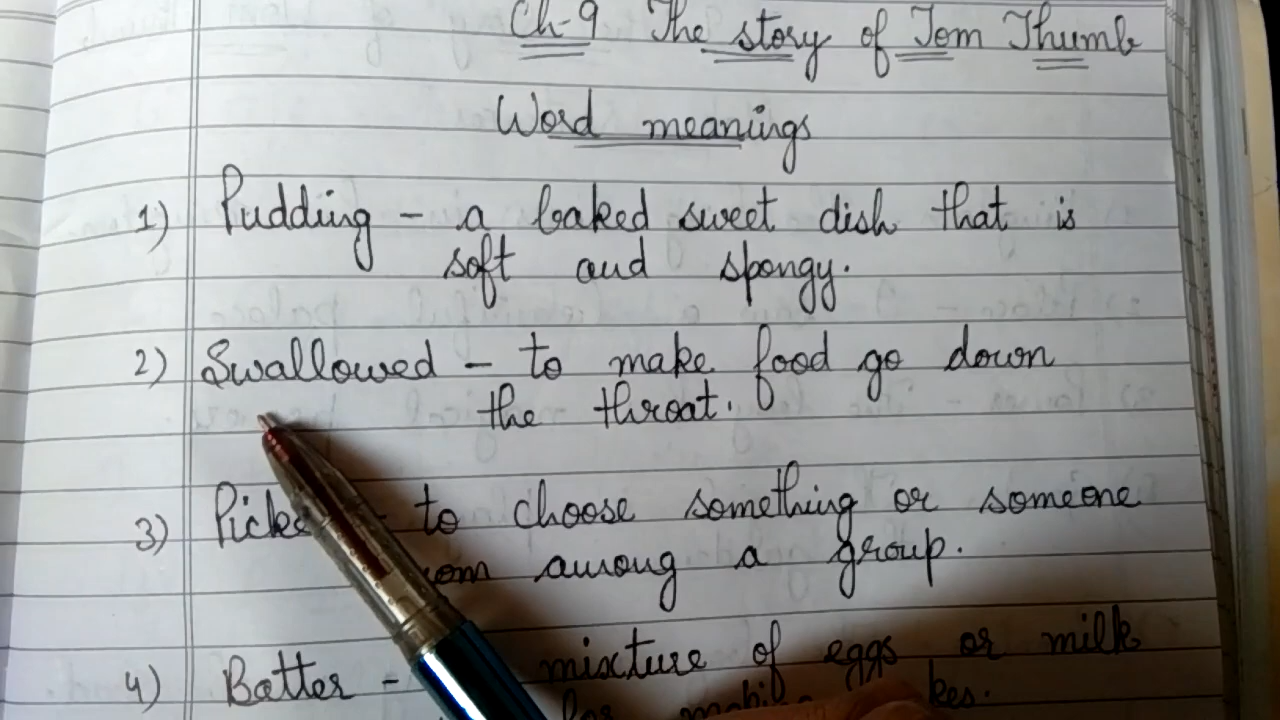 Ch-9 The story of Tom Thumb
Word meanings
1) Pudding - a baked sweet dish that is
soft and spongy.
2) Swallowed - to make food go down
the throat.
3) - to choose something or someone
among a group.
4) Batter - mixture of eggs or milk
for